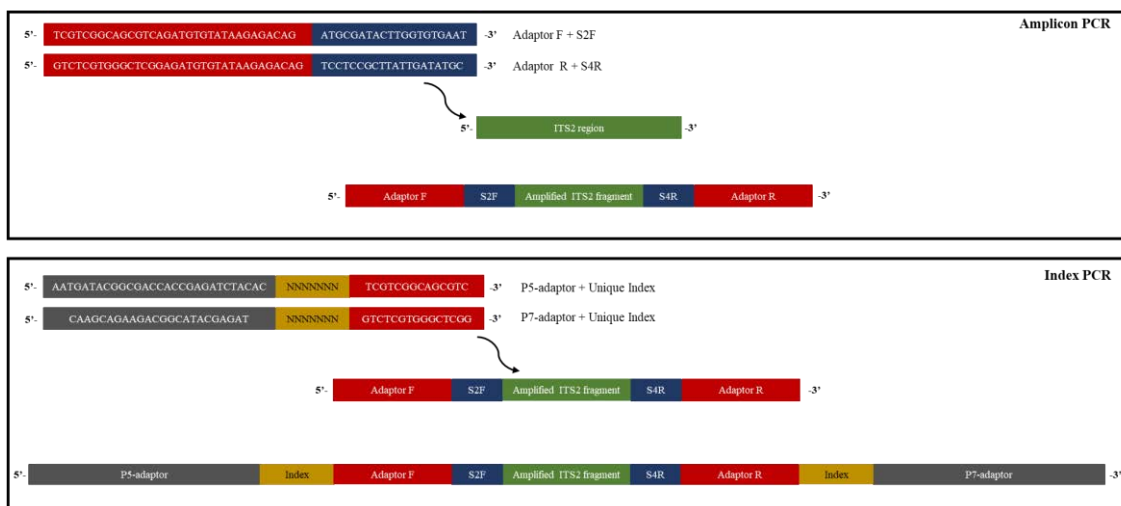 Amplicon PCR
5’- TCGTCGGCAGCGTCAGATGTGTATAAGAGACAG ATGCGATACTTGGTGTGAAT -3’ Adaptor F + S2F
5’- GTCTCGTGGGCTCGGAGATGTGTATAAGAGACAG TCCTCCGCTTATTGATATGC -3’ Adaptor R + S4R
5’- ITS2 region -3’
5’- Adaptor F S2F Amplified ITS2 fragment S4R Adaptor R -3’
Index PCR
5’- AATGATACGGCGACCACCGAGATCTACAC NNNNNNN TCGTCGGCAGCGTC -3’ P5-adaptor + Unique Index
5’- CAAGCAGAAGACGGCATACGAGAT NNNNNNN GTCTCGTGGGCTCGG -3’ P7-adaptor + Unique Index
5’- Adaptor F S2F Amplified ITS2 fragment S4R Adaptor R -3’
5’- P5-adaptor Index Adaptor F S2F Amplified ITS2 fragment S4R Adaptor R Index P7-adaptor -3’